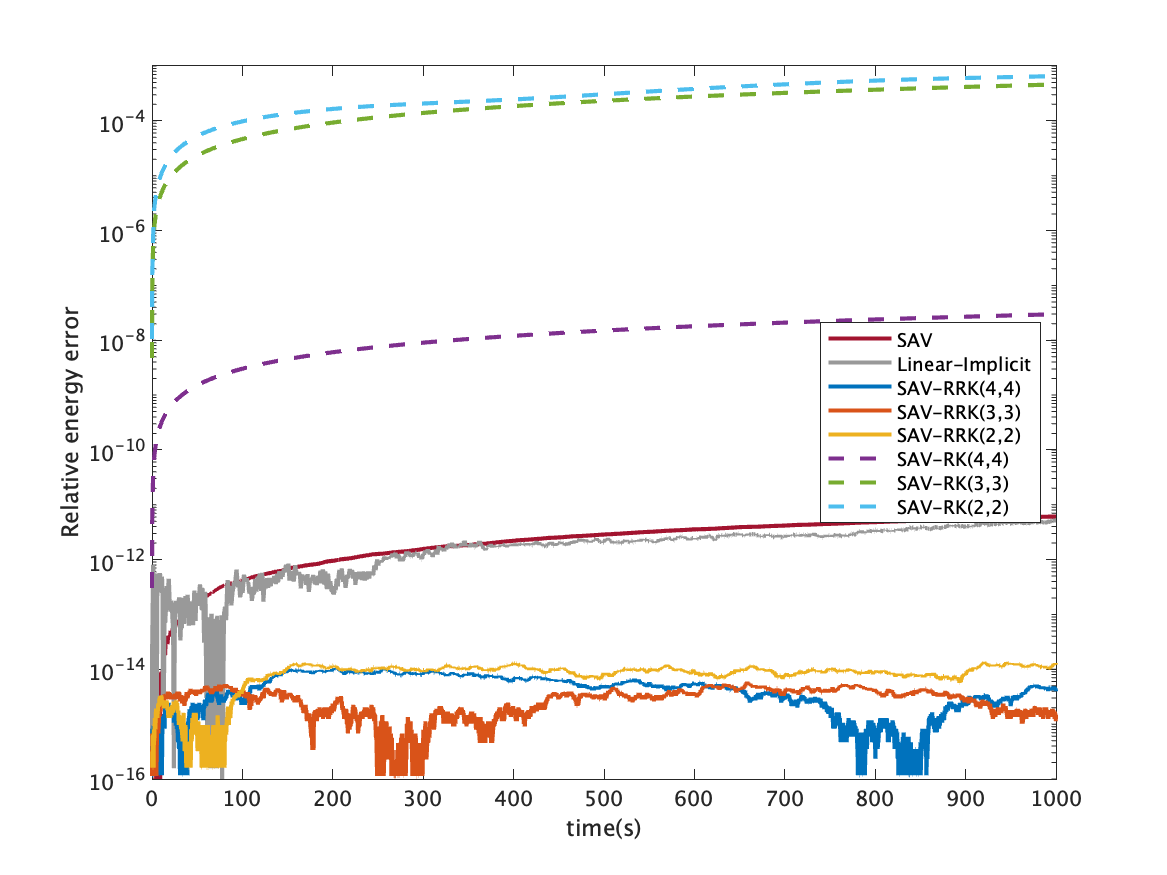 Relative energy error
10^-4
10^-6
10^-8
10^-10
10^-12
10^-14
10^-16
SAV
Linear-Implicit
SAV-RRK(4,4)
SAV-RRK(3,3)
SAV-RRK(2,2)
SAV-RK(4,4)
SAV-RK(3,3)
SAV-RK(2,2)
0 100 200 300 400 500 600 700 800 900 1000
time(s)